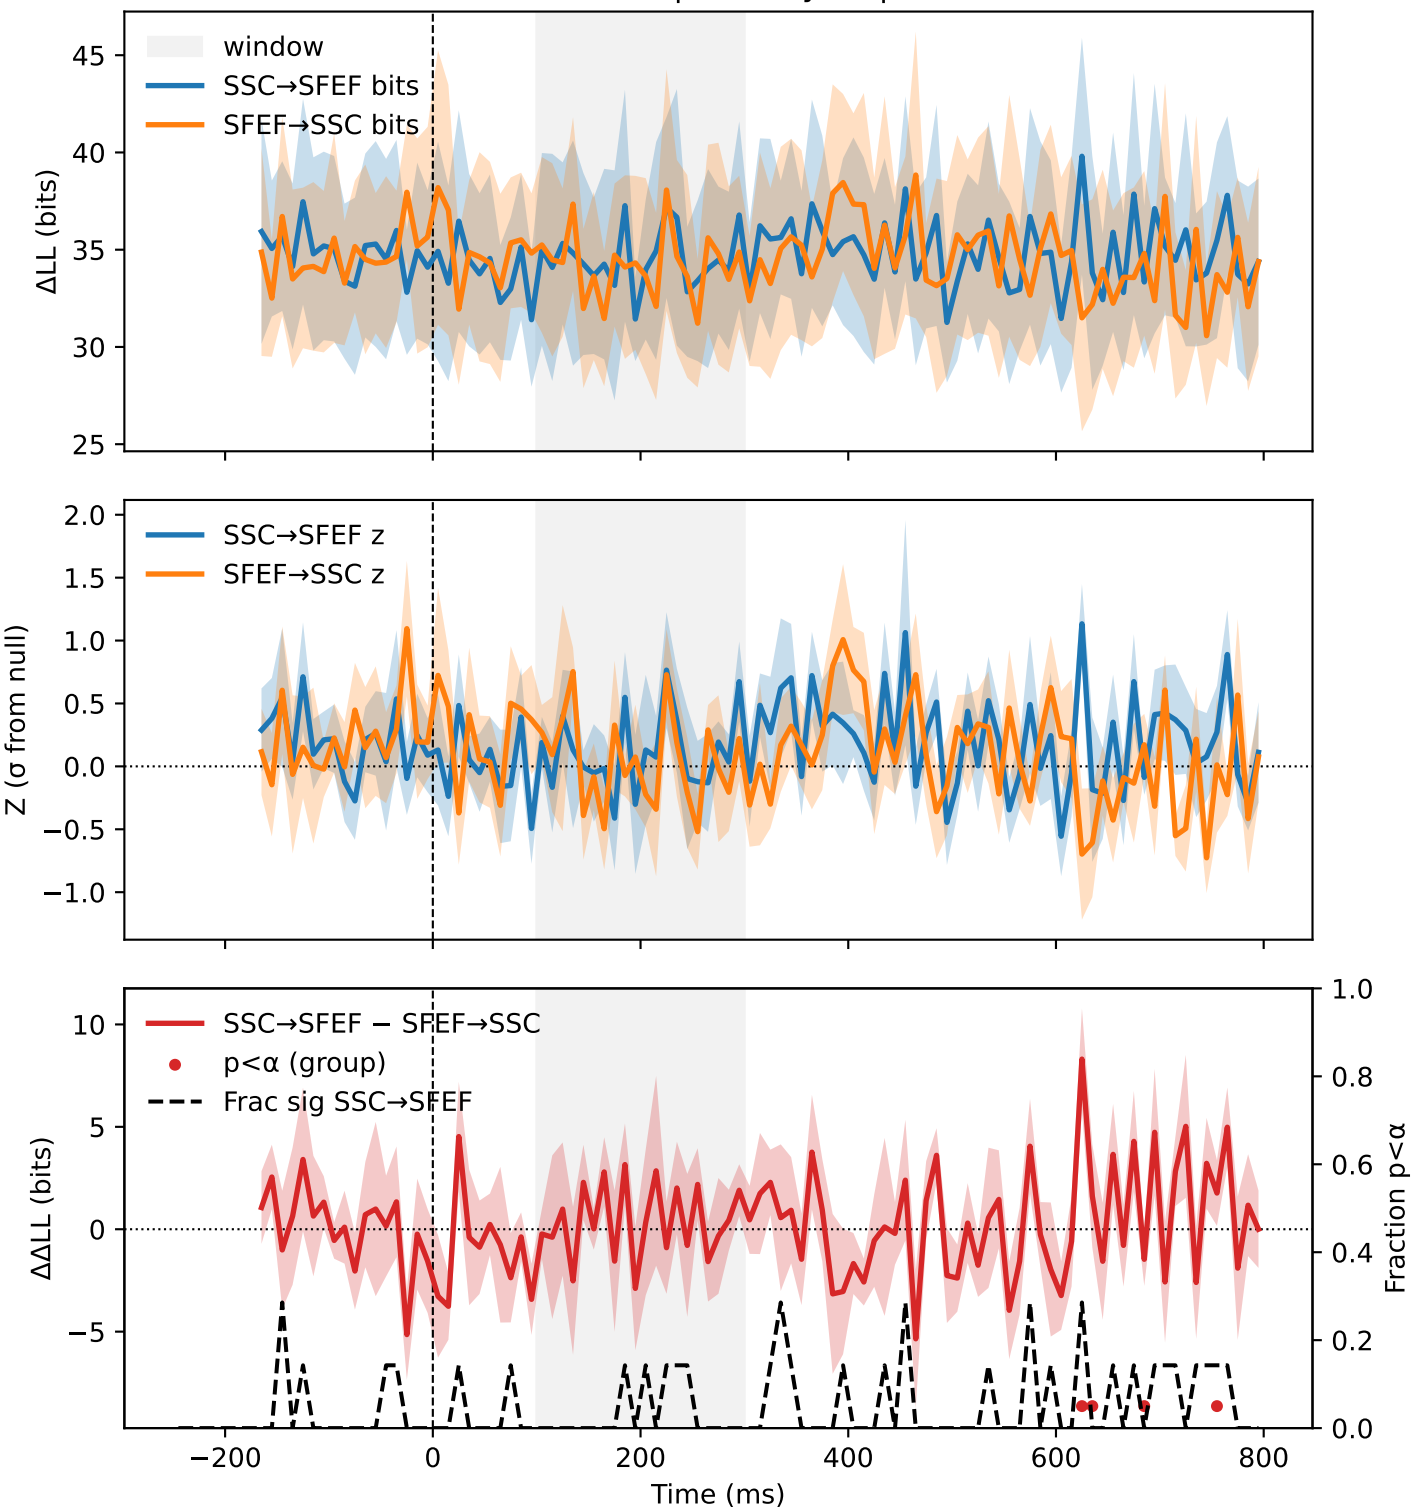 window
SSC→SFEF bits
SFEF→SSC bits
ΔLL (bits)
45
40
35
30
25
SSC→SFEF z
SFEF→SSC z
Z (σ from null)
2.0
1.5
1.0
0.5
0.0
−0.5
−1.0
SSC→SFEF − SFEF→SSC
p<α (group)
Frac sig SSC→SFEF
ΔΔLL (bits)
10
5
0
−5
1.0
0.8
0.6
0.4
0.2
0.0
Fraction p<α
−200 0 200 400 600 800
Time (ms)